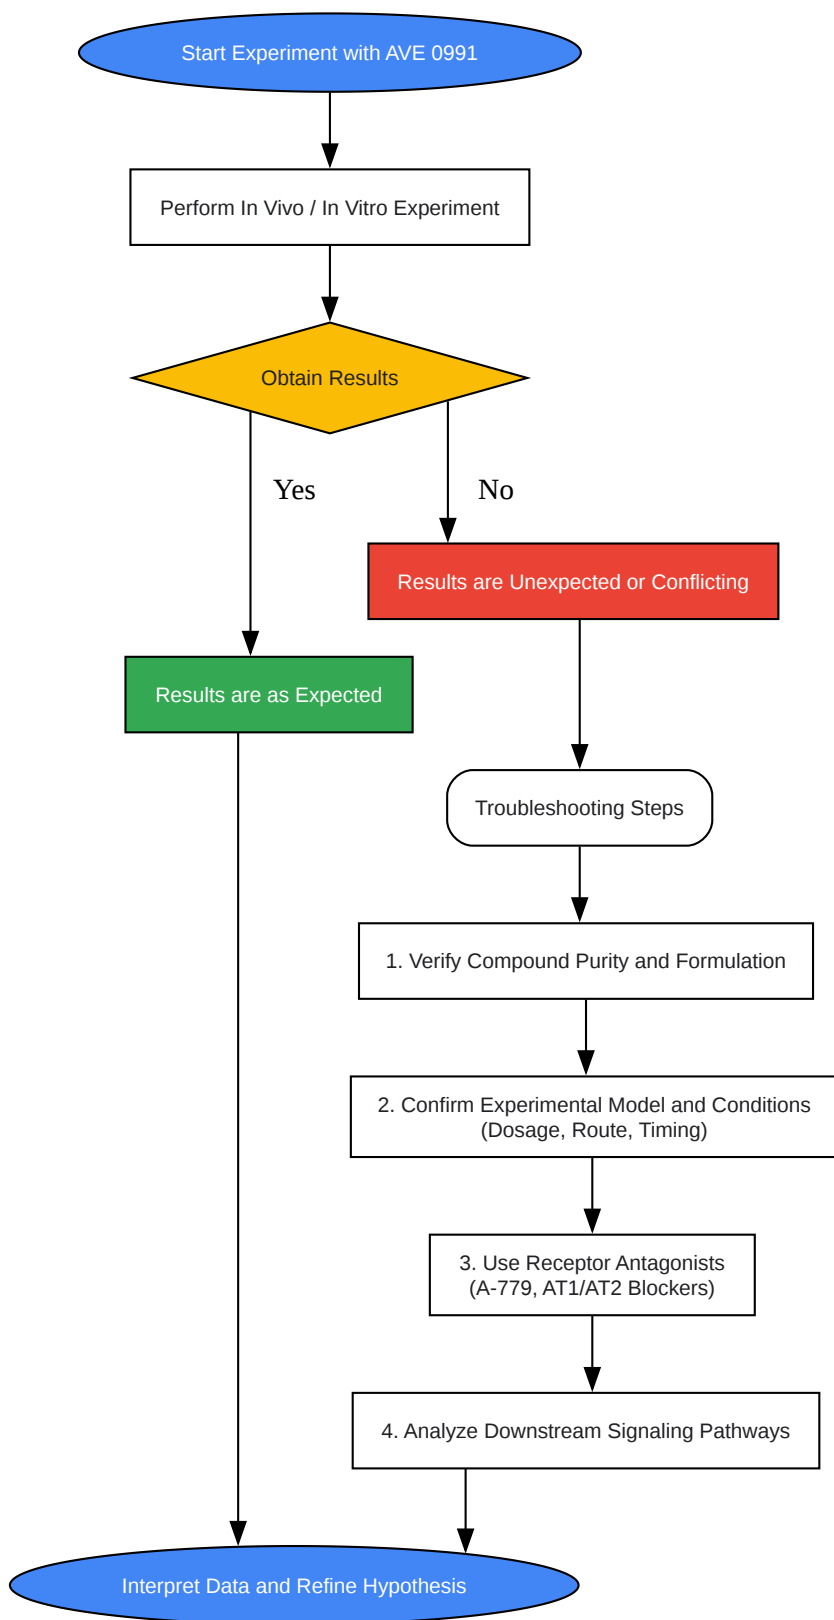 Start Experiment with AVE 0991
Perform In Vivo / In Vitro Experiment
Obtain Results
Yes
No
Results are Unexpected or Conflicting
Results are as Expected
Troubleshooting Steps
1. Verify Compound Purity and Formulation
2. Confirm Experimental Model and Conditions
(Dosage, Route, Timing)
3. Use Receptor Antagonists
(A-779, AT1/AT2 Blockers)
4. Analyze Downstream Signaling Pathways
Interpret Data and Refine Hypothesis